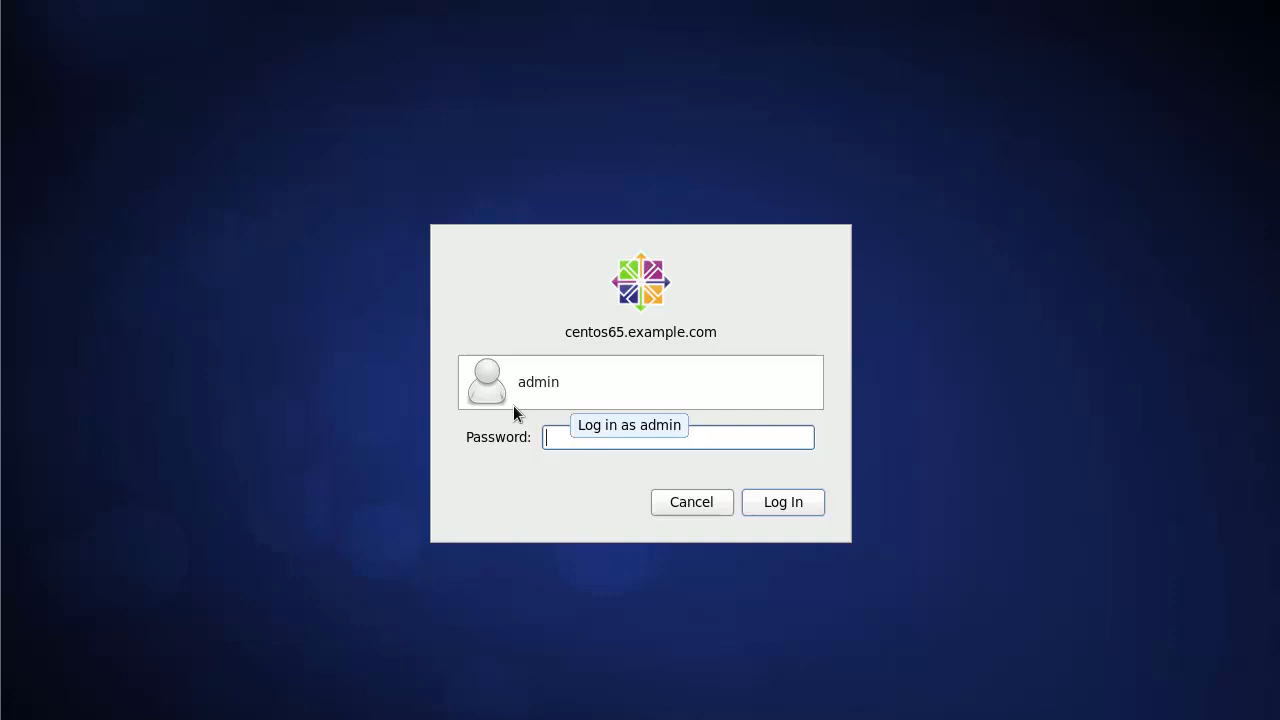 centos65.example.com
admin
Log in as admin
Password:
Cancel Log In